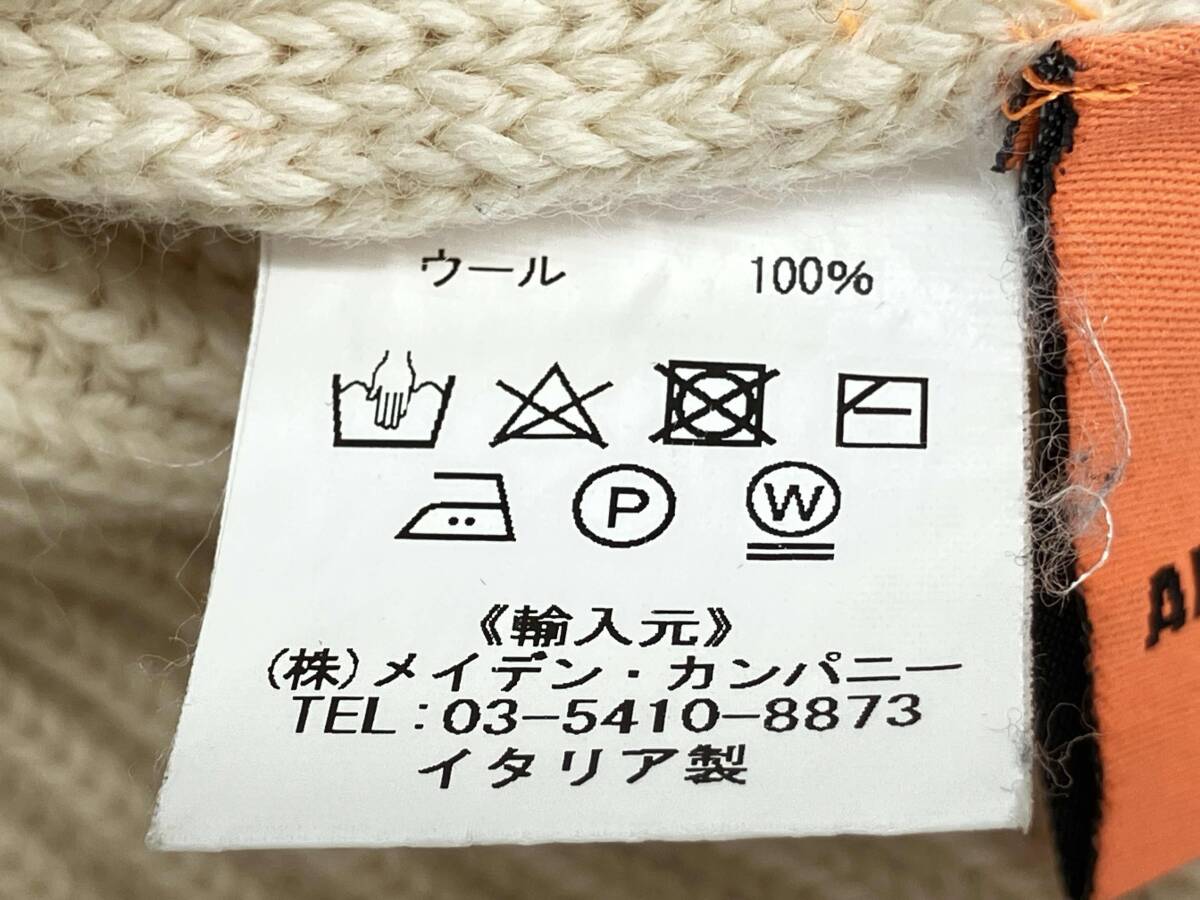 ウール 100%
P W
《輸入元》
(株)メイデン・カンパニー
TEL:03-5410-8873
イタリア製